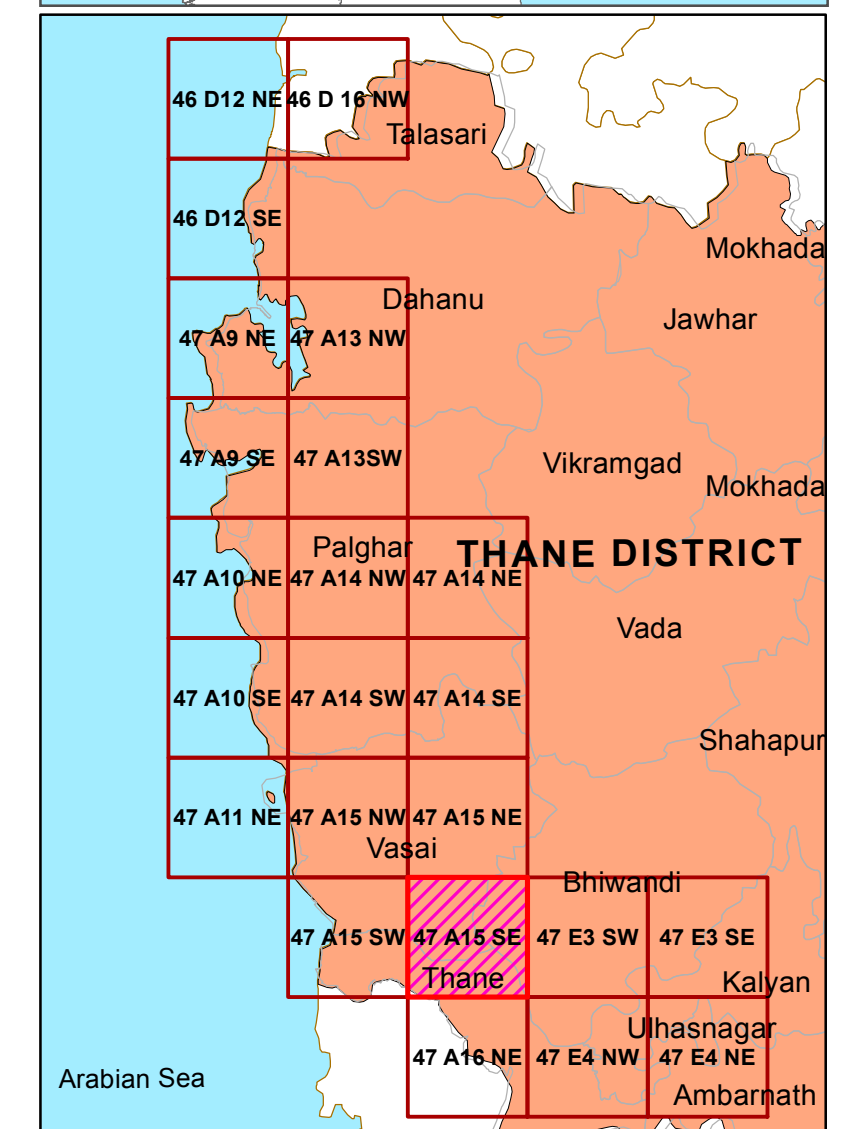 46 D12 NE 46 D 16 NW
Talasari
46 D12 SE
Mokhada
Dahanu
Jawhar
47 A9 NE 47 A13 NW
47 A9 SE 47 A13SW
Vikramgad
Mokhada
Palghar
THANE DISTRICT
47 A10 NE 47 A14 NW 47 A14 NE
Vada
47 A10 SE 47 A14 SW 47 A14 SE
Shahapur
47 A11 NE 47 A15 NW 47 A15 NE
Vasai
Bhiwandi
47 A15 SW 47 A15 SE 47 E3 SW 47 E3 SE
Thane
Kalyan
Ulhasnagar
47 A16 NE 47 E4 NW 47 E4 NE
Arabian Sea
Ambarnath